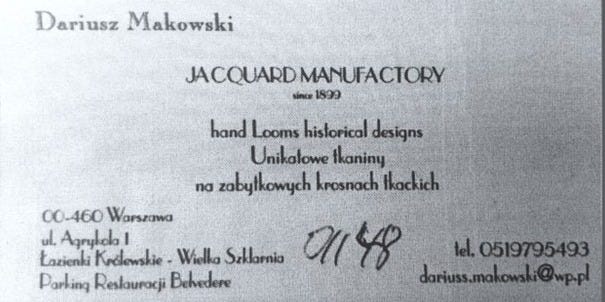 Dariusz Makowski
JACQUARD MANUFACTORY
since 1899
hand Looms historical designs
Unikatowe tkaniny
na zabytkowych krosnach tkackich
00-460 Warszawa
ul. Agrykola 1
Łazienki Królewskie - Wielka Szklarnia
Parking Restauracji Belvedere
tel. 0519795493
dariuss.makowski@wp.pl